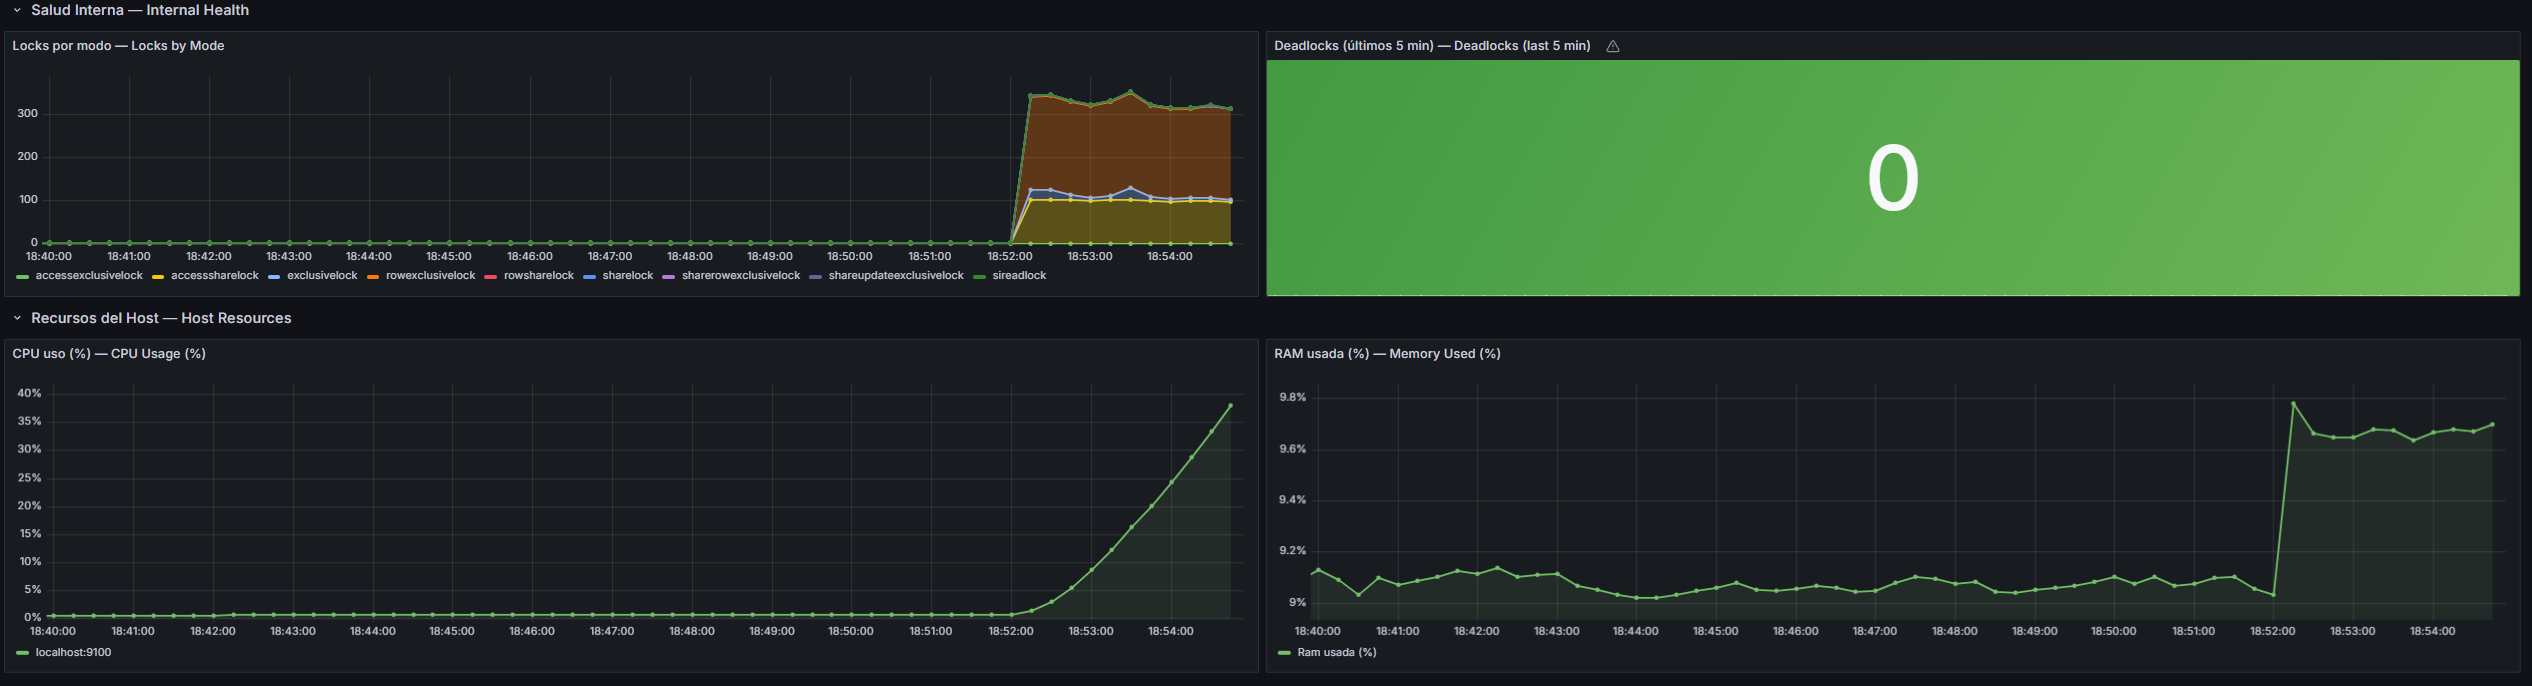 Salud Interna — Internal Health
Locks por modo — Locks by Mode
300
200
100
0
18:40:00 18:41:00 18:42:00 18:43:00 18:44:00 18:45:00 18:46:00 18:47:00 18:48:00 18:49:00 18:50:00 18:51:00 18:52:00 18:53:00 18:54:00
accessexclusivelock accesssharelock exclusivelock rowexclusivelock rowsharelock sharelock sharerowexclusivelock shareupdateexclusivelock sireadlock
Deadlocks (últimos 5 min) — Deadlocks (last 5 min)
0
Recursos del Host — Host Resources
CPU uso (%) — CPU Usage (%)
40%
35%
30%
25%
20%
15%
10%
5%
0%
18:40:00 18:41:00 18:42:00 18:43:00 18:44:00 18:45:00 18:46:00 18:47:00 18:48:00 18:49:00 18:50:00 18:51:00 18:52:00 18:53:00 18:54:00
localhost:9100
RAM usada (%) — Memory Used (%)
9.8%
9.6%
9.4%
9.2%
9%
18:40:00 18:41:00 18:42:00 18:43:00 18:44:00 18:45:00 18:46:00 18:47:00 18:48:00 18:49:00 18:50:00 18:51:00 18:52:00 18:53:00 18:54:00
Ram usada (%)